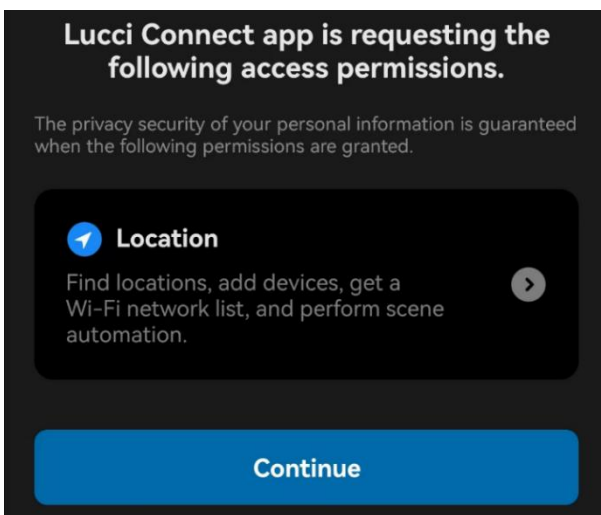 Lucci Connect app is requesting the
following access permissions.
The privacy security of your personal information is guaranteed
when the following permissions are granted.
Location
Find locations, add devices, get a
Wi-Fi network list, and perform scene
automation.
Continue